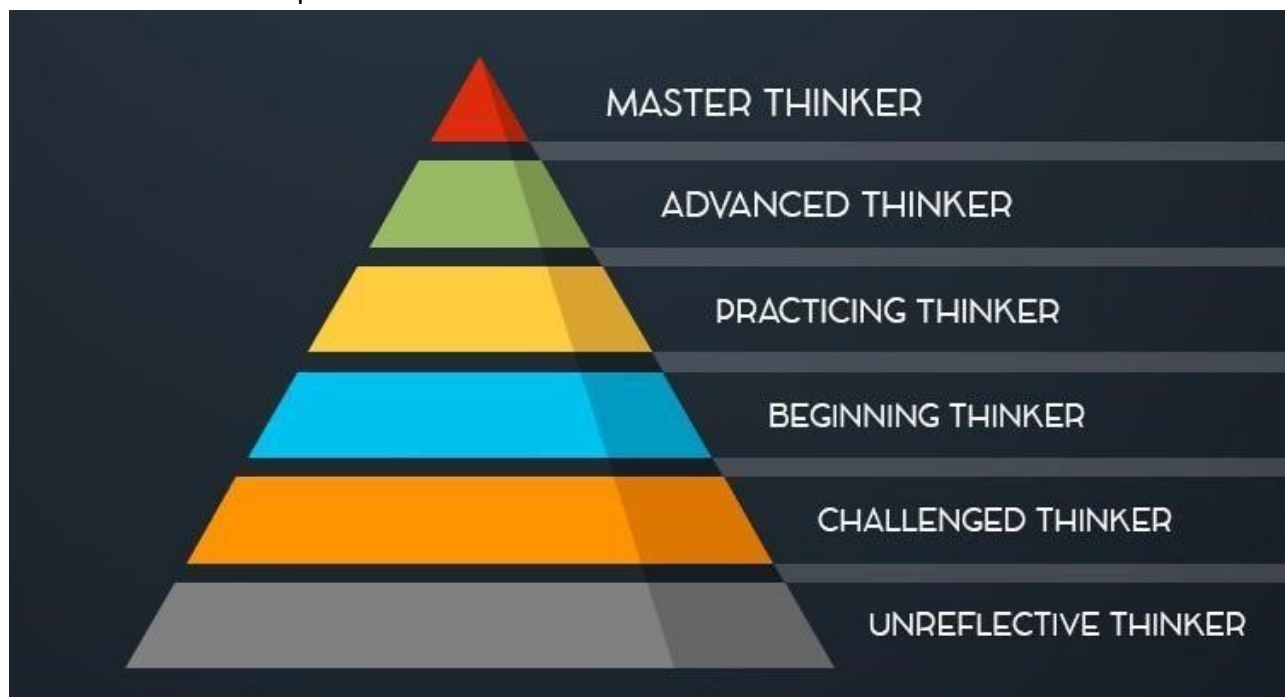 MASTER THINKER
ADVANCED THINKER
PRACTICING THINKER
BEGINNING THINKER
CHALLENGED THINKER
UNREFLECTIVE THINKER